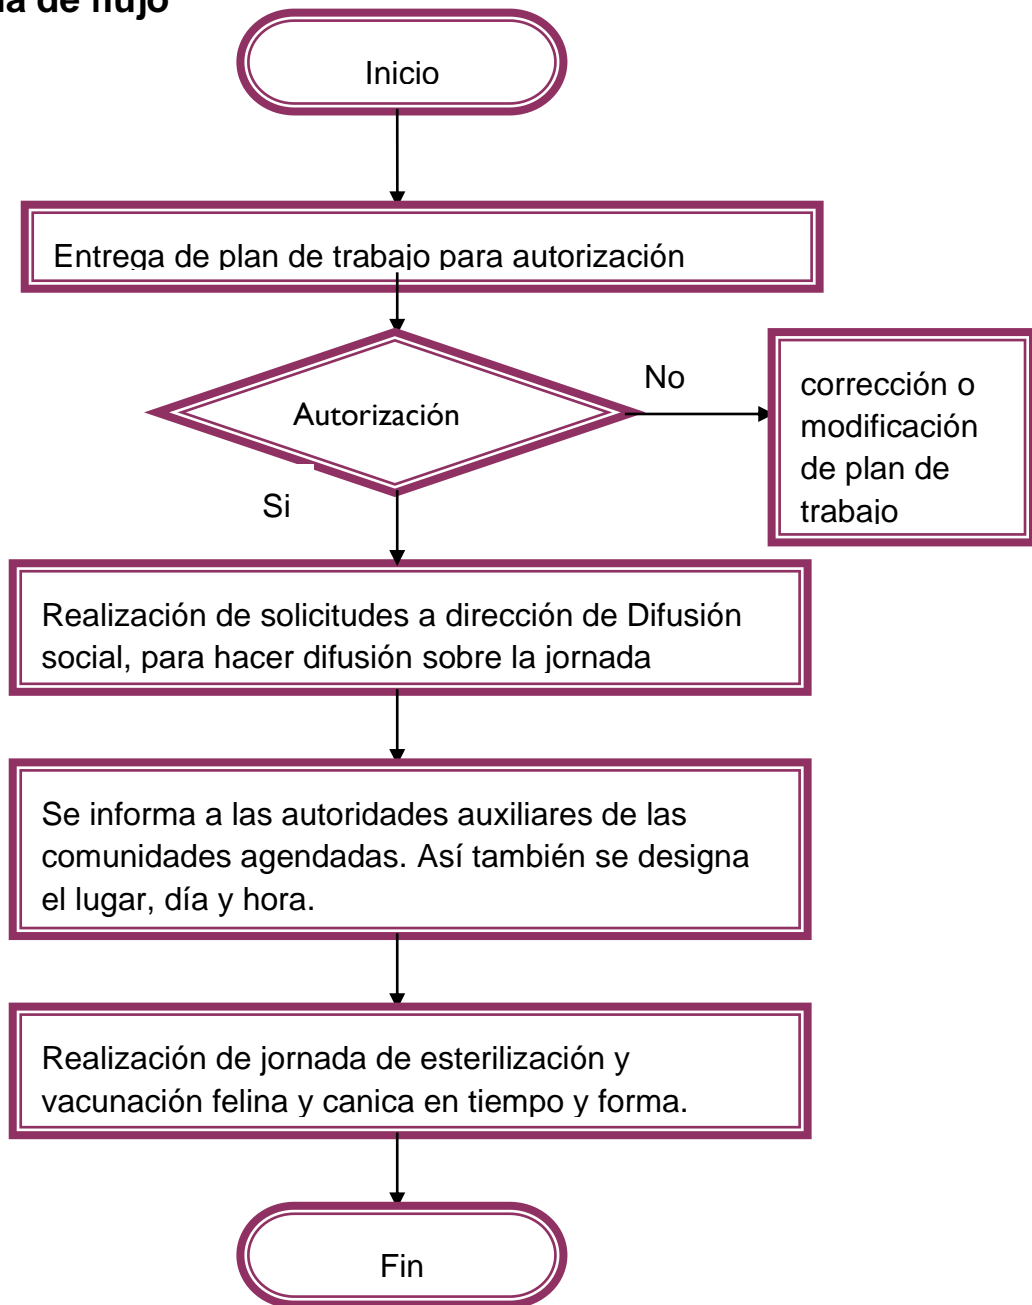 de flujo
Inicio
Entrega de plan de trabajo para autorización
Autorización
No
corrección o
modificación
de plan de
trabajo
Si
Realización de solicitudes a dirección de Difusión
social, para hacer difusión sobre la jornada
Se informa a las autoridades auxiliares de las
comunidades agendadas. Así también se designa
el lugar, día y hora.
Realización de jornada de esterilización y
vacunación felina y canica en tiempo y forma.
Fin